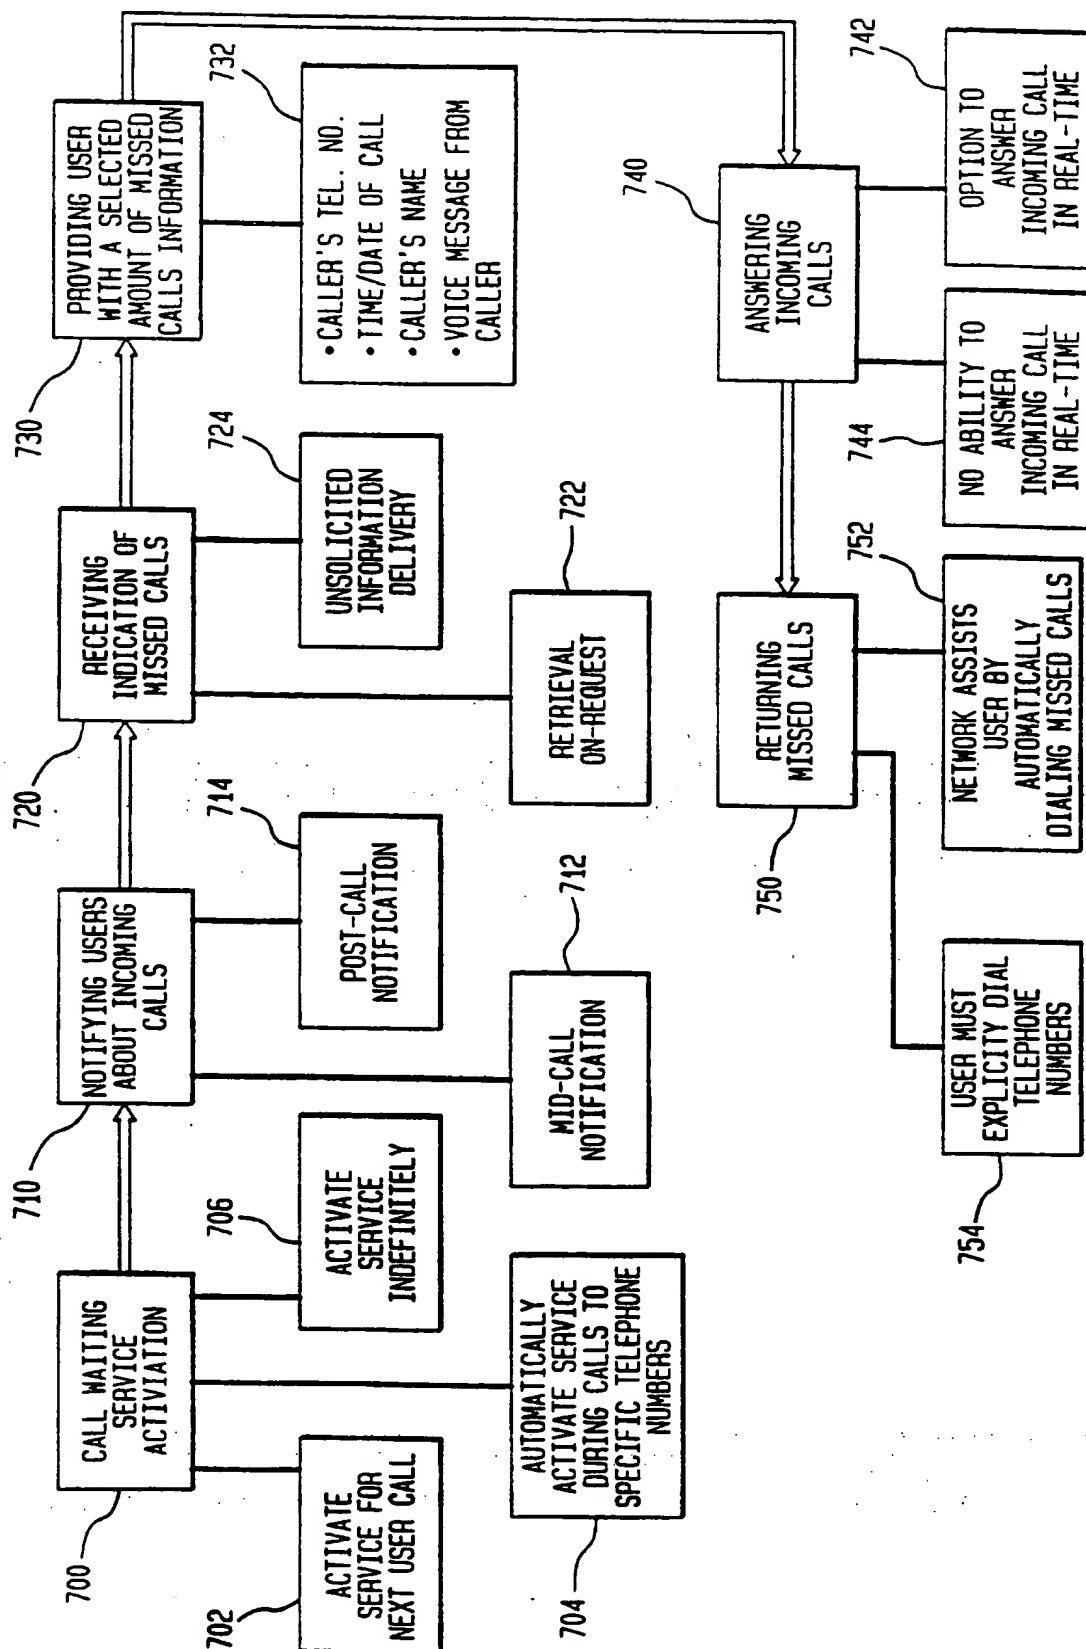 700
CALL WAITING
SERVICE
ACTIVIATION
702
ACTIVATE
SERVICE FOR
NEXT USER CALL
704
AUTOMATICALLY
ACTIVATE SERVICE
DURING CALLS TO
SPECIFIC TELEPHONE
NUMBERS
706
ACTIVATE
SERVICE
INDEFINITELY
710
NOTIFYING USERS
ABOUT INCOMING
CALLS
712
MID-CALL
NOTIFICATION
714
POST-CALL
NOTIFICATION
720
RECEIVING
INDICATION OF
MISSED CALLS
722
RETRIEVAL
ON-REQUEST
724
UNSOLICITED
INFORMATION
DELIVERY
730
PROVIDING USER
WITH A SELECTED
AMOUNT OF MISSED
CALLS INFORMATION
732
• CALLER'S TEL. NO.
• TIME/DATE OF CALL
• CALLER'S NAME
• VOICE MESSAGE FROM
CALLER
740
ANSWERING
INCOMING
CALLS
742
OPTION TO
ANSWER
INCOMING CALL
IN REAL-TIME
744
NO ABILITY TO
ANSWER
INCOMING CALL
IN REAL-TIME
750
RETURNING
MISSED CALLS
752
NETWORK ASSISTS
USER BY
AUTOMATICALLY
DIALING MISSED CALLS
754
USER MUST
EXPLICITY DIAL
TELEPHONE
NUMBERS